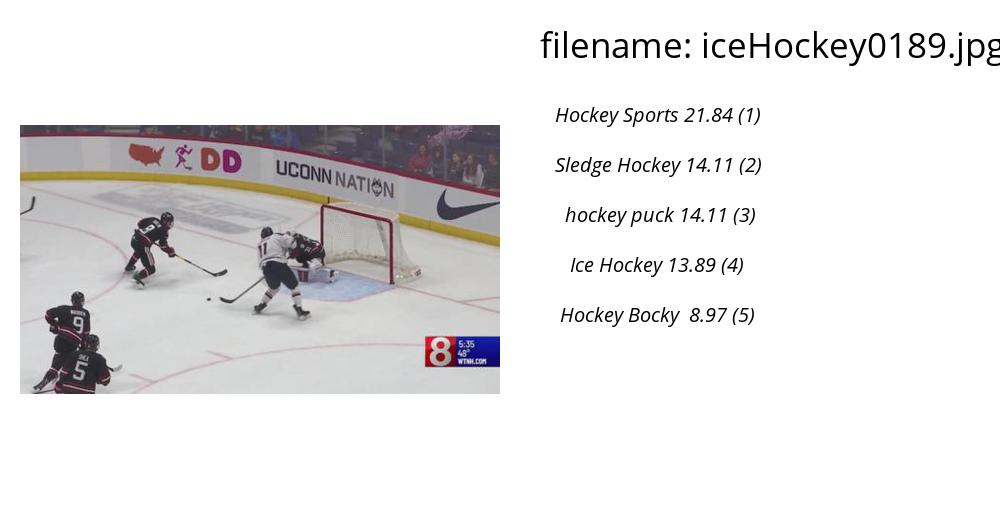 filename: iceHockey0189.jpg
Hockey Sports 21.84 (1)
Sledge Hockey 14.11 (2)
hockey puck 14.11 (3)
Ice Hockey 13.89 (4)
Hockey Bocky 8.97 (5)
DD
UCONN NATION
9
11
9
5
8
5:35
48°
WTNH.COM